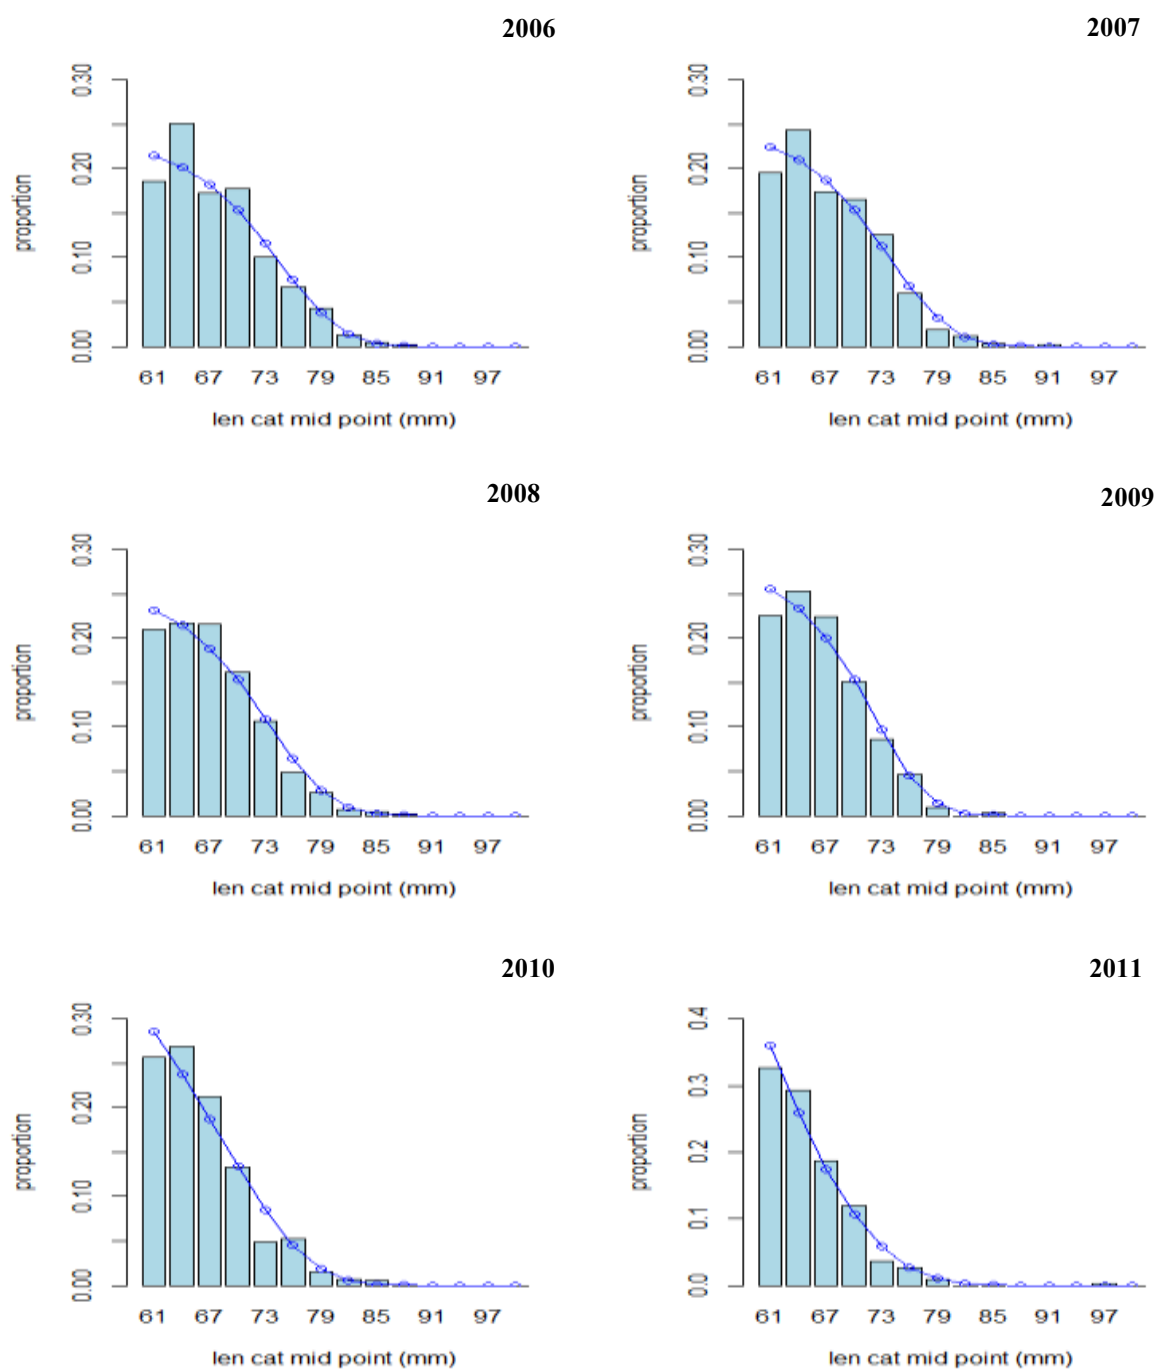 2006
0.30
0.20
0.10
0.00
proportion
61 67 73 79 85 91 97
len cat mid point (mm)
2007
0.30
0.20
0.10
0.00
proportion
61 67 73 79 85 91 97
len cat mid point (mm)
2008
0.30
0.20
0.10
0.00
proportion
61 67 73 79 85 91 97
len cat mid point (mm)
2009
0.30
0.20
0.10
0.00
proportion
61 67 73 79 85 91 97
len cat mid point (mm)
2010
0.30
0.20
0.10
0.00
proportion
61 67 73 79 85 91 97
len cat mid point (mm)
2011
0.4
0.3
0.2
0.1
0.0
proportion
61 67 73 79 85 91 97
len cat mid point (mm)